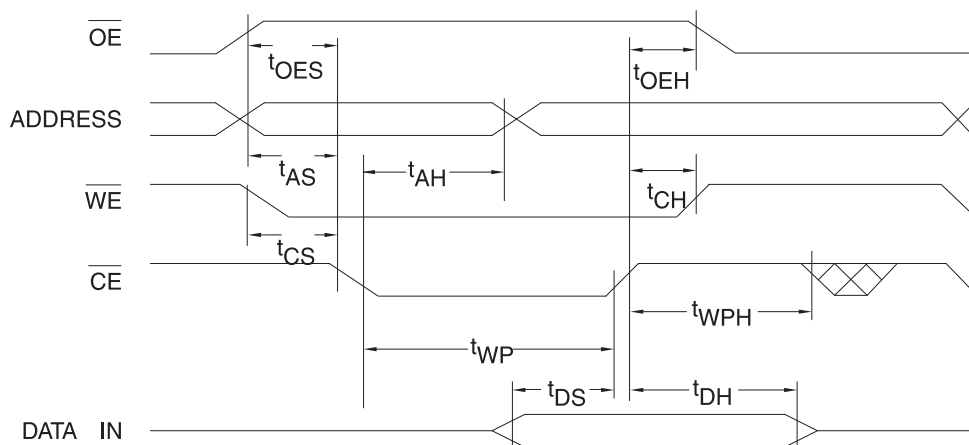 OE
tOES
tOEH
ADDRESS
tAS
tAH
tCH
WE
tCS
CE
tWPH
tWP
tDS
tDH
DATA IN